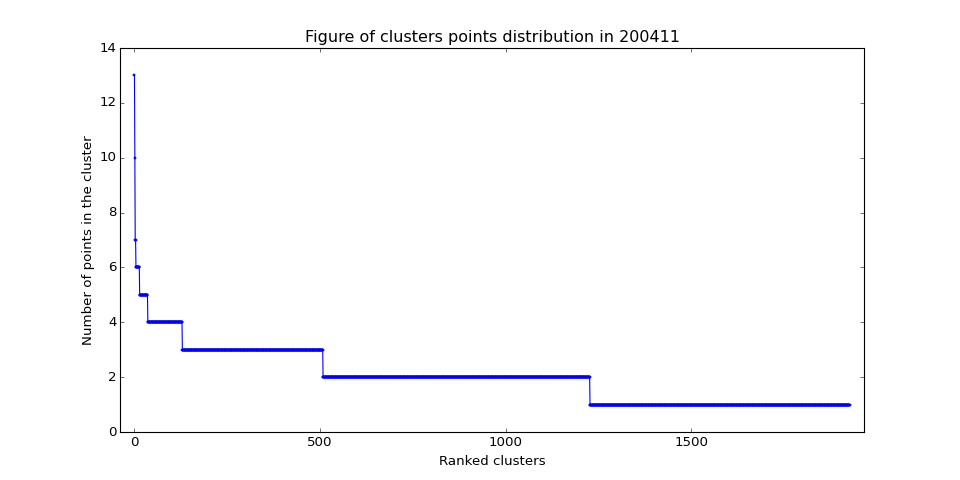 Figure of clusters points distribution in 200411
14
12
10
8
6
4
2
0
Number of points in the cluster
0 500 1000 1500
Ranked clusters